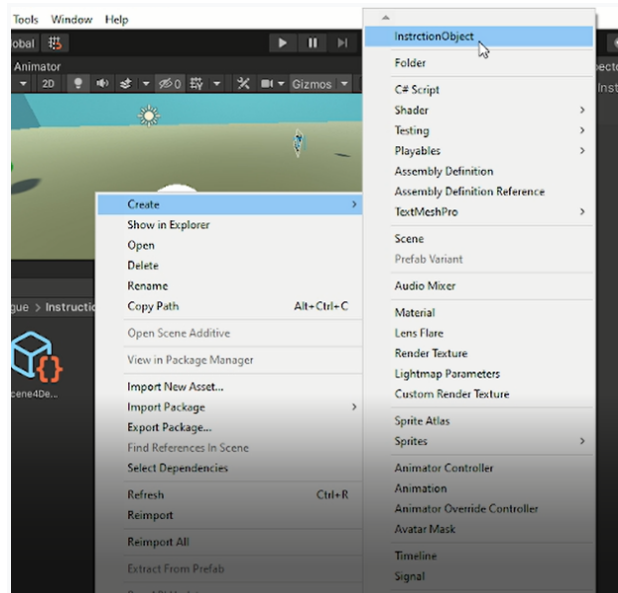 Tools Window Help
obal
Animator
2D
0
Gizmos
ecto
Inst
gue > Instructic
cene4De...
Create
Show in Explorer
Open
Delete
Rename
Copy Path Alt+Ctrl+C
Open Scene Additive
View in Package Manager
Import New Asset...
Import Package
Export Package...
Find References In Scene
Select Dependencies
Refresh Ctrl+R
Reimport
Reimport All
Extract From Prefab
InstrctionObject
Folder
C# Script
Shader
Testing
Playables
Assembly Definition
Assembly Definition Reference
TextMeshPro
Scene
Prefab Variant
Audio Mixer
Material
Lens Flare
Render Texture
Lightmap Parameters
Custom Render Texture
Sprite Atlas
Sprites
Animator Controller
Animation
Animator Override Controller
Avatar Mask
Timeline
Signal